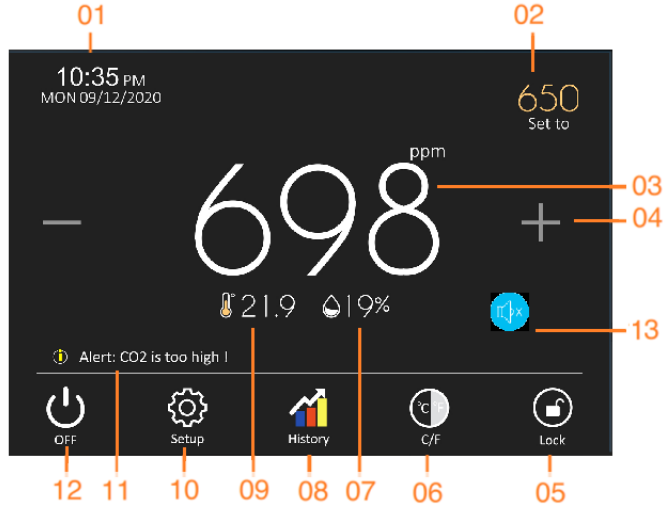 01
02
10:35 PM
MON 09/12/2020
650
Set to
ppm
698
03
04
21.9
19%
13
Alert: CO2 is too high !
OFF
Setup
History
°C °F
C/F
Lock
12
11
10
09
08
07
06
05